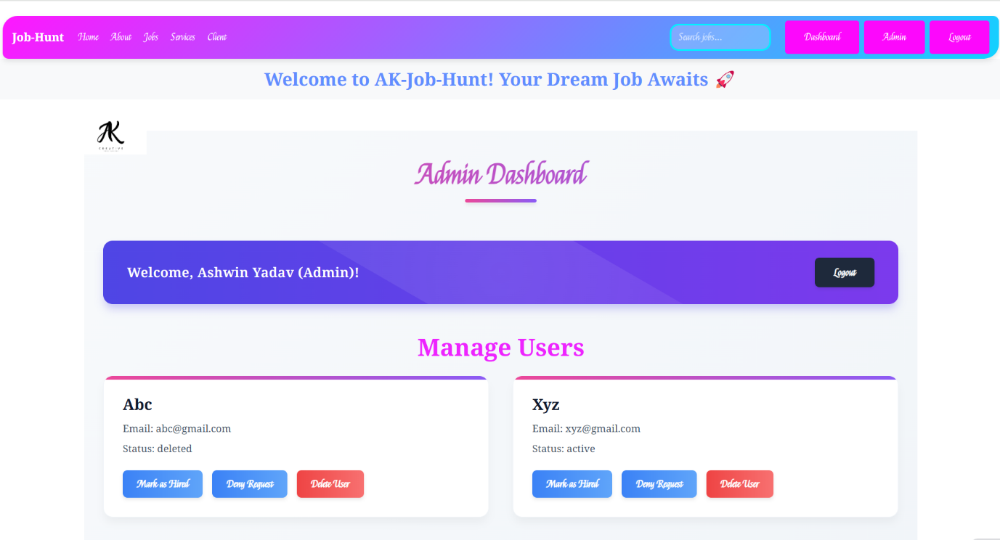 Job-Hunt Home About Jobs Services Client Search jobs... Dashboard Admin Logout
Welcome to AK-Job-Hunt! Your Dream Job Awaits 🚀
AK
CREATIVE
Admin Dashboard
Welcome, Ashwin Yadav (Admin)! Logout
Manage Users
Abc
Email: abc@gmail.com
Status: deleted
Mark as Hired Deny Request Delete User
Xyz
Email: xyz@gmail.com
Status: active
Mark as Hired Deny Request Delete User